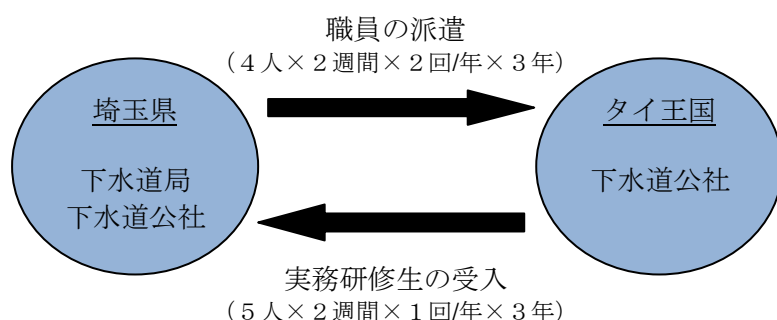 職員の派遣
（４人×２週間×２回/年×３年）
埼玉県
下水道局
下水道公社
タイ王国
下水道公社
実務研修生の受入
（５人×２週間×１回/年×３年）